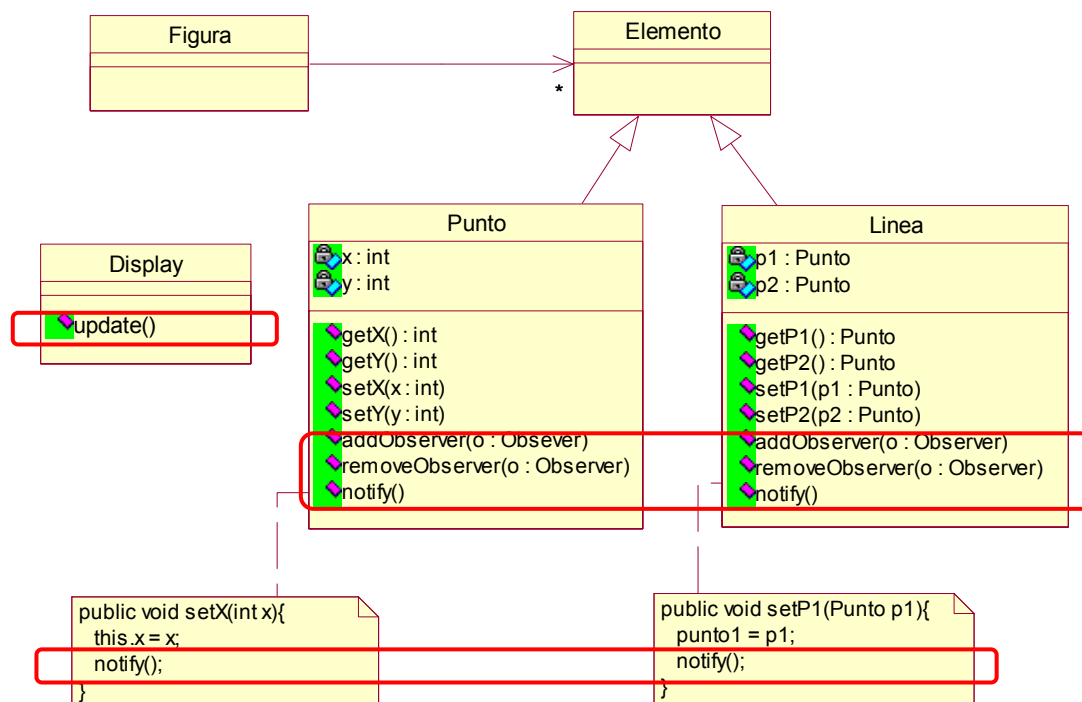 Figura
Elemento
*
Display
update()
Punto
x : int
y : int
getX() : int
getY() : int
setX(x : int)
setY(y : int)
addObserver(o : Obsever)
removeObserver(o : Observer)
notify()
Linea
p1 : Punto
p2 : Punto
getP1() : Punto
getP2() : Punto
setP1(p1 : Punto)
setP2(p2 : Punto)
addObserver(o : Observer)
removeObserver(o : Observer)
notify()
public void setX(int x){
this.x = x;
notify();
}
public void setP1(Punto p1){
punto1 = p1;
notify();
}